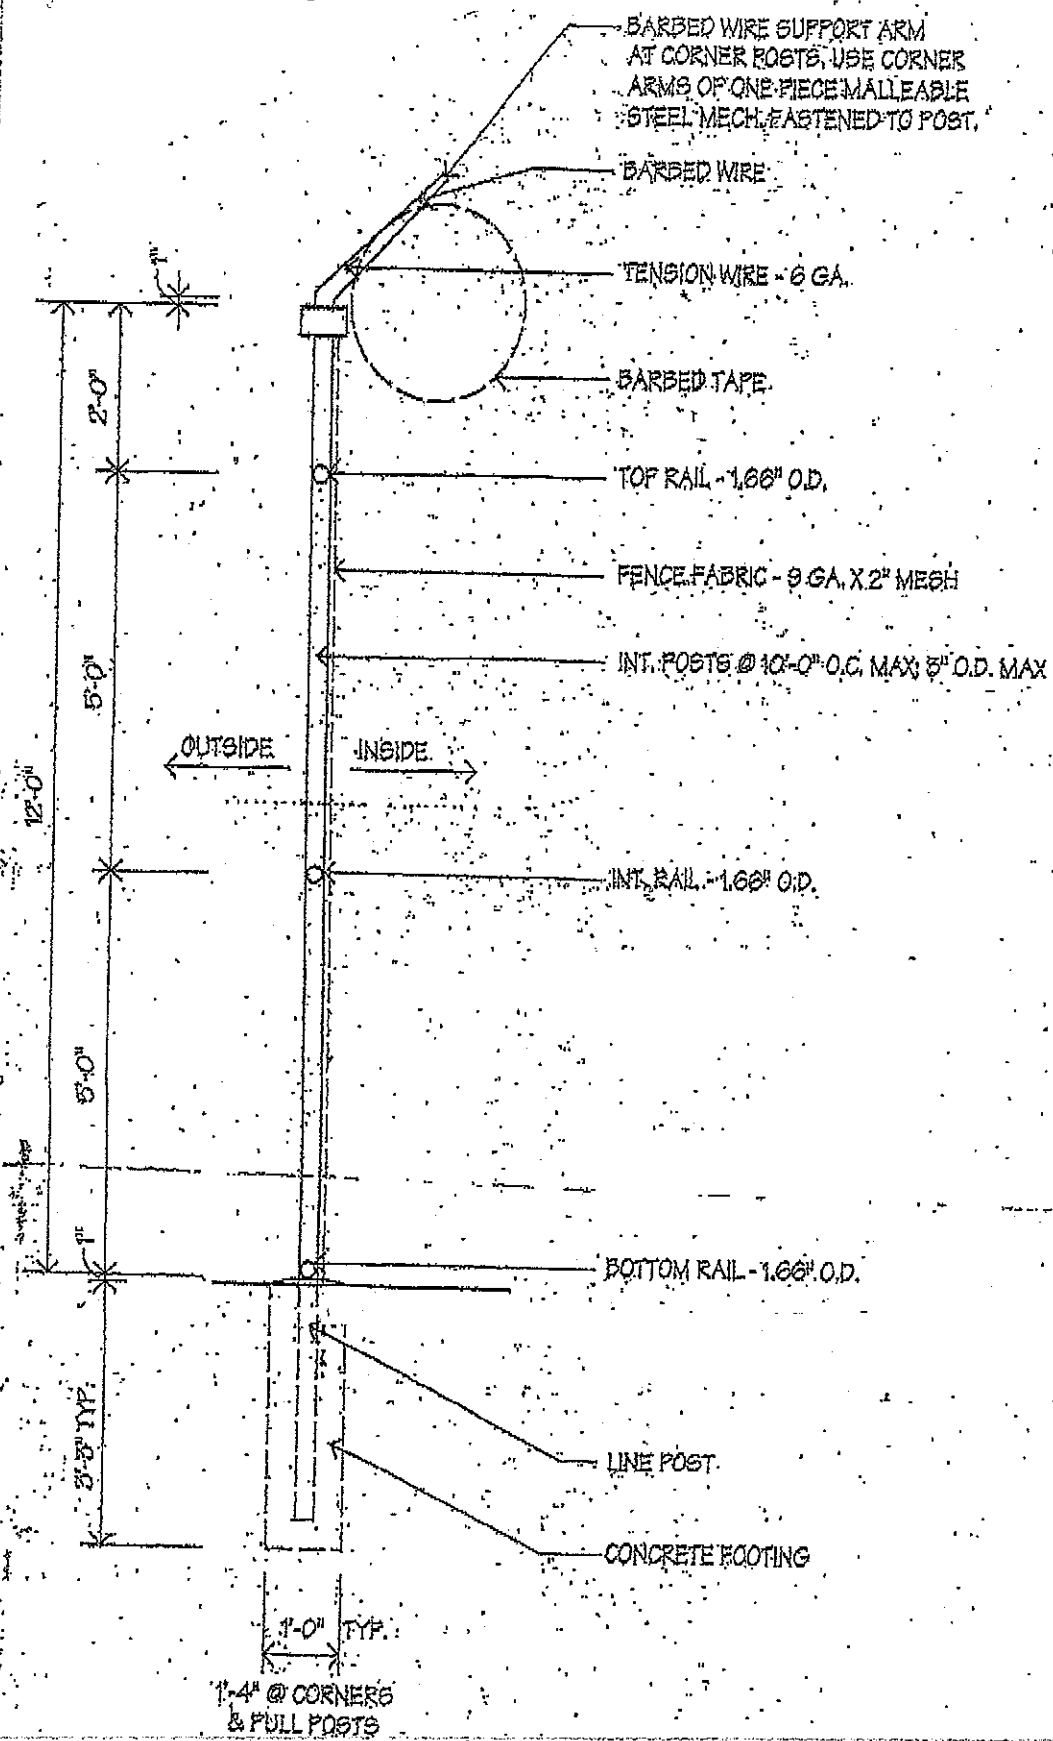 BARBED WIRE SUPPORT ARM
AT CORNER POSTS, USE CORNER
ARMS OF ONE-PIECE MALLEABLE
STEEL MECH. FASTENED TO POST.
BARBED WIRE
1"
TENSION WIRE - 6 GA.
2'-0"
BARBED TAPE
TOP RAIL - 1.66" O.D.
FENCE FABRIC - 9 GA. X 2" MESH
5'-0"
INT. POSTS @ 10'-0" O.C. MAX; 3" O.D. MAX
OUTSIDE
INSIDE
12'-0"
INT. RAIL - 1.66" O.D.
5'-0"
1"
BOTTOM RAIL - 1.66" O.D.
3'-3" TYP.
LINE POST
CONCRETE FOOTING
1'-0" TYP.
1'-4" @ CORNERS
& PULL POSTS